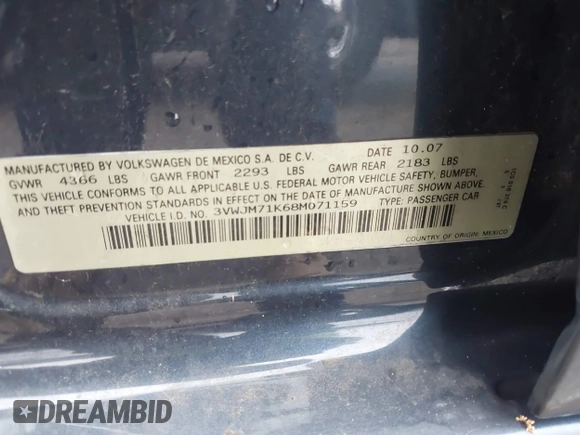 MANUFACTURED BY VOLKSWAGEN DE MEXICO S.A. DE C.V. DATE 10.07
GVWR 4366 LBS GAWR FRONT 2293 LBS GAWR REAR 2183 LBS
THIS VEHICLE CONFORMS TO ALL APPLICABLE U.S. FEDERAL MOTOR VEHICLE SAFETY, BUMPER,
AND THEFT PREVENTION STANDARDS IN EFFECT ON THE DATE OF MANUFACTURE SHOWN ABOVE.
VEHICLE I.D. NO. 3VWJM71K68M071159 TYPE: PASSENGER CAR
COUNTRY OF ORIGIN: MEXICO
DREAMBID